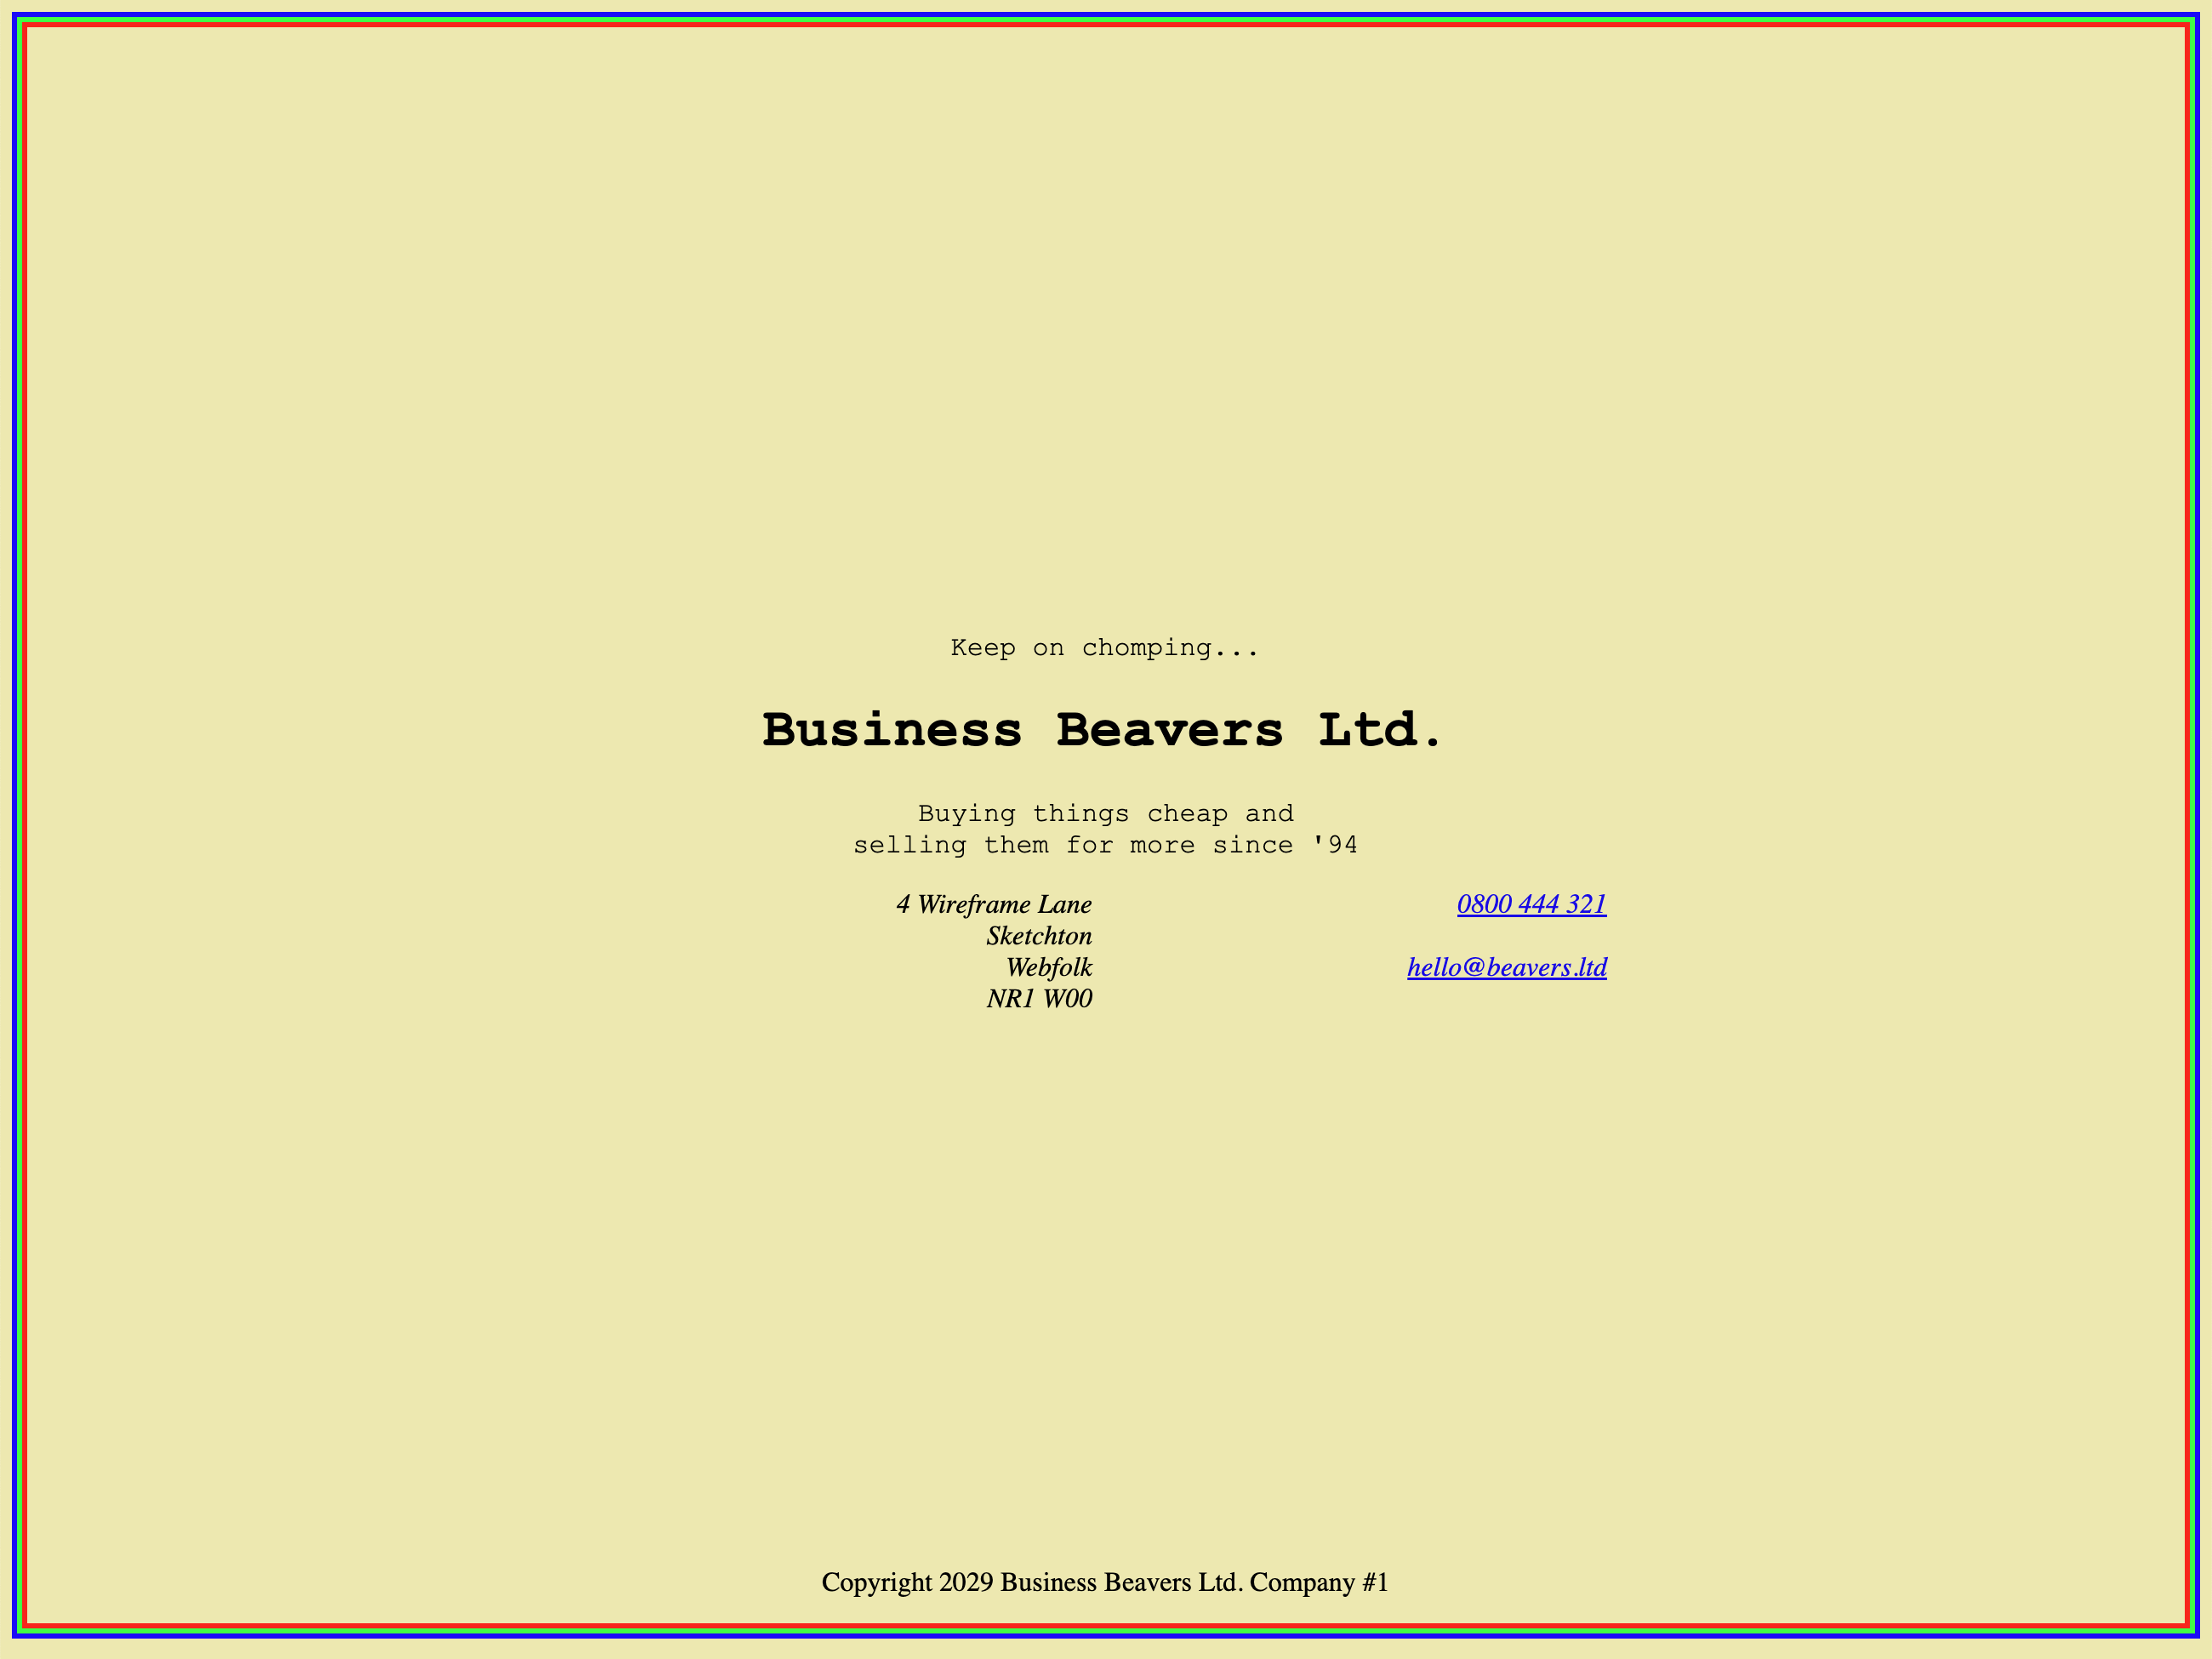 Keep on chomping...
Business Beavers Ltd.
Buying things cheap and
selling them for more since '94
4 Wireframe Lane
Sketchton
Webfolk
NR1 W00
0800 444 321
hello@beavers.ltd
Copyright 2029 Business Beavers Ltd. Company #1